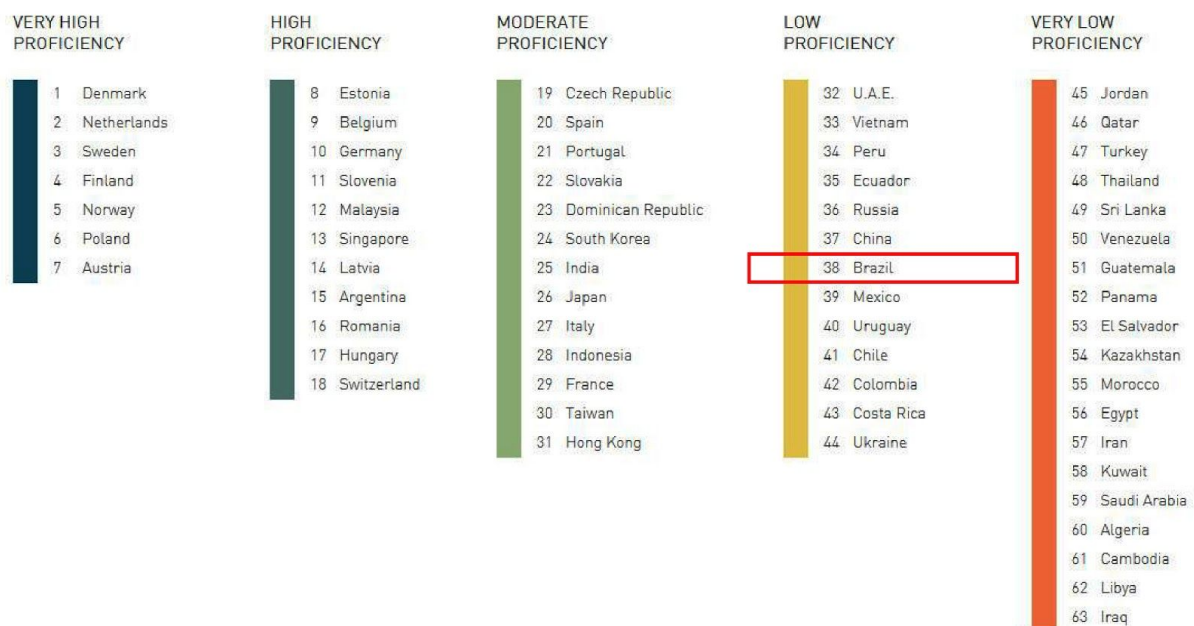 VERY HIGH
PROFICIENCY
1 Denmark
2 Netherlands
3 Sweden
4 Finland
5 Norway
6 Poland
7 Austria
HIGH
PROFICIENCY
8 Estonia
9 Belgium
10 Germany
11 Slovenia
12 Malaysia
13 Singapore
14 Latvia
15 Argentina
16 Romania
17 Hungary
18 Switzerland
MODERATE
PROFICIENCY
19 Czech Republic
20 Spain
21 Portugal
22 Slovakia
23 Dominican Republic
24 South Korea
25 India
26 Japan
27 Italy
28 Indonesia
29 France
30 Taiwan
31 Hong Kong
LOW
PROFICIENCY
32 U.A.E.
33 Vietnam
34 Peru
35 Ecuador
36 Russia
37 China
38 Brazil
39 Mexico
40 Uruguay
41 Chile
42 Colombia
43 Costa Rica
44 Ukraine
VERY LOW
PROFICIENCY
45 Jordan
46 Qatar
47 Turkey
48 Thailand
49 Sri Lanka
50 Venezuela
51 Guatemala
52 Panama
53 El Salvador
54 Kazakhstan
55 Morocco
56 Egypt
57 Iran
58 Kuwait
59 Saudi Arabia
60 Algeria
61 Cambodia
62 Libya
63 Iraq